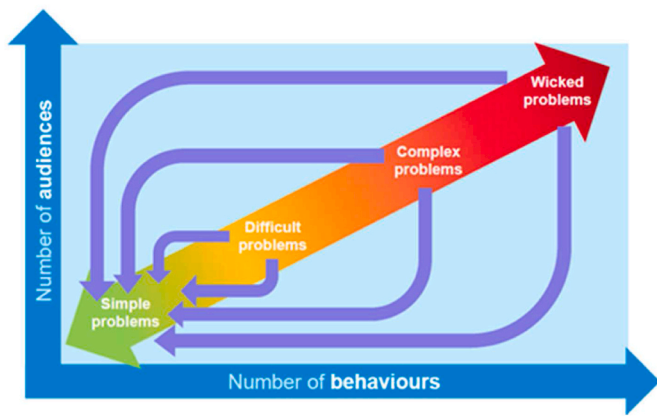 Number of audiences
Wicked
problems
Complex
problems
Difficult
problems
Simple
problems
Number of behaviours